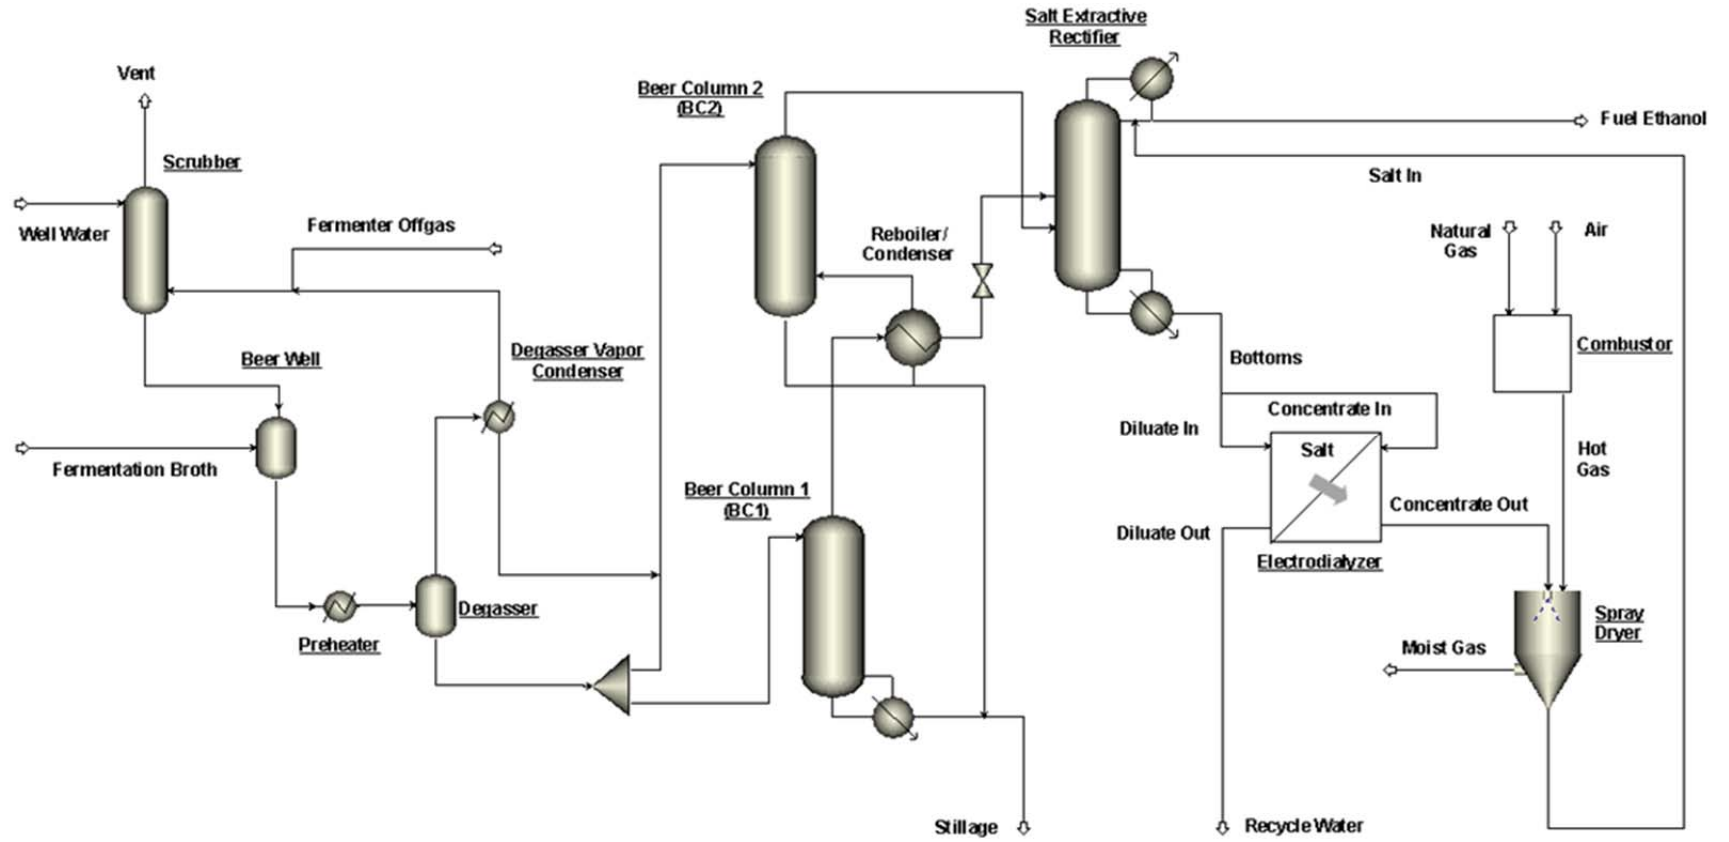 Salt Extractive
Rectifier
Vent
Beer Column 2
(BC2)
Fuel Ethanol
Scrubber
Salt In
Well Water
Fermenter Offgas
Reboiler/
Condenser
Natural
Gas
Air
Beer Well
Degasser Vapor
Condenser
Combustor
Bottoms
Concentrate In
Diluate In
Salt
Hot
Gas
Fermentation Broth
Beer Column 1
(BC1)
Concentrate Out
Diluate Out
Electrodialyzer
Degasser
Spray
Dryer
Preheater
Moist Gas
Stillage
Recycle Water